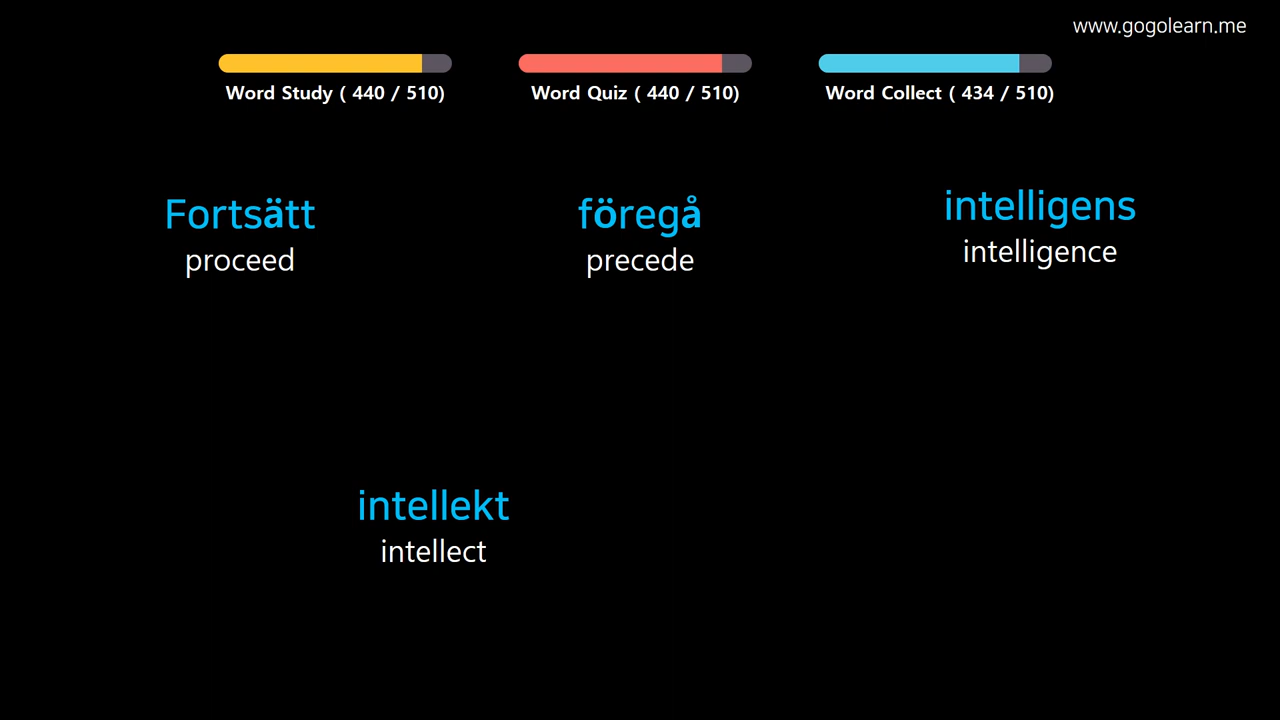 www.gogolearn.me
Word Study ( 440 / 510)
Word Quiz ( 440 / 510)
Word Collect ( 434 / 510)
Fortsätt
proceed
föregå
precede
intelligens
intelligence
intellekt
intellect